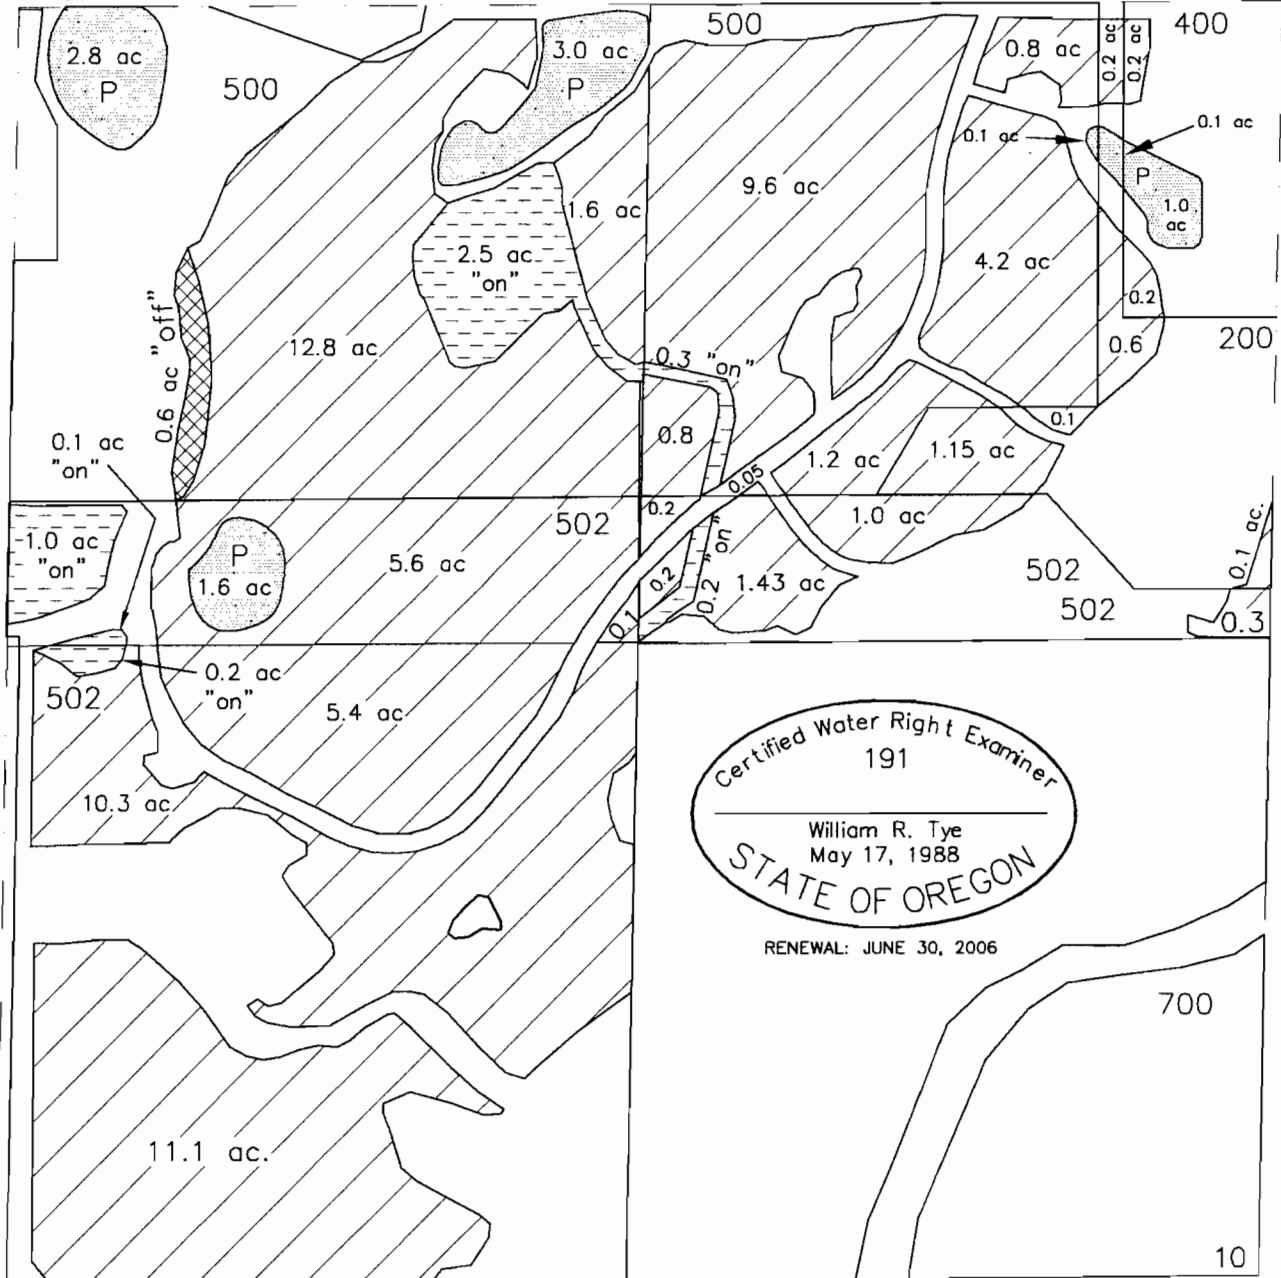 500
400
2.8 ac
P
3.0 ac
P
0.8 ac
0.2 ac
0.2 ac
500
0.1 ac
0.1 ac
9.6 ac
P
1.0
ac
1.6 ac
2.5 ac
"on"
4.2 ac
0.2
0.6 ac "off"
12.8 ac
0.3 "on"
0.6
200
0.1 ac
"on"
0.8
0.1
1.2 ac
1.15 ac
0.05
0.2
502
1.0 ac
1.0 ac
"on"
P
1.6 ac
5.6 ac
0.2
0.2 "on"
1.43 ac
502
502
0.1 ac.
0.3
0.1
0.2 ac
"on"
502
5.4 ac
10.3 ac
Certified Water Right Examiner
191
William R. Tye
May 17, 1988
STATE OF OREGON
RENEWAL: JUNE 30, 2006
700
11.1 ac.
10